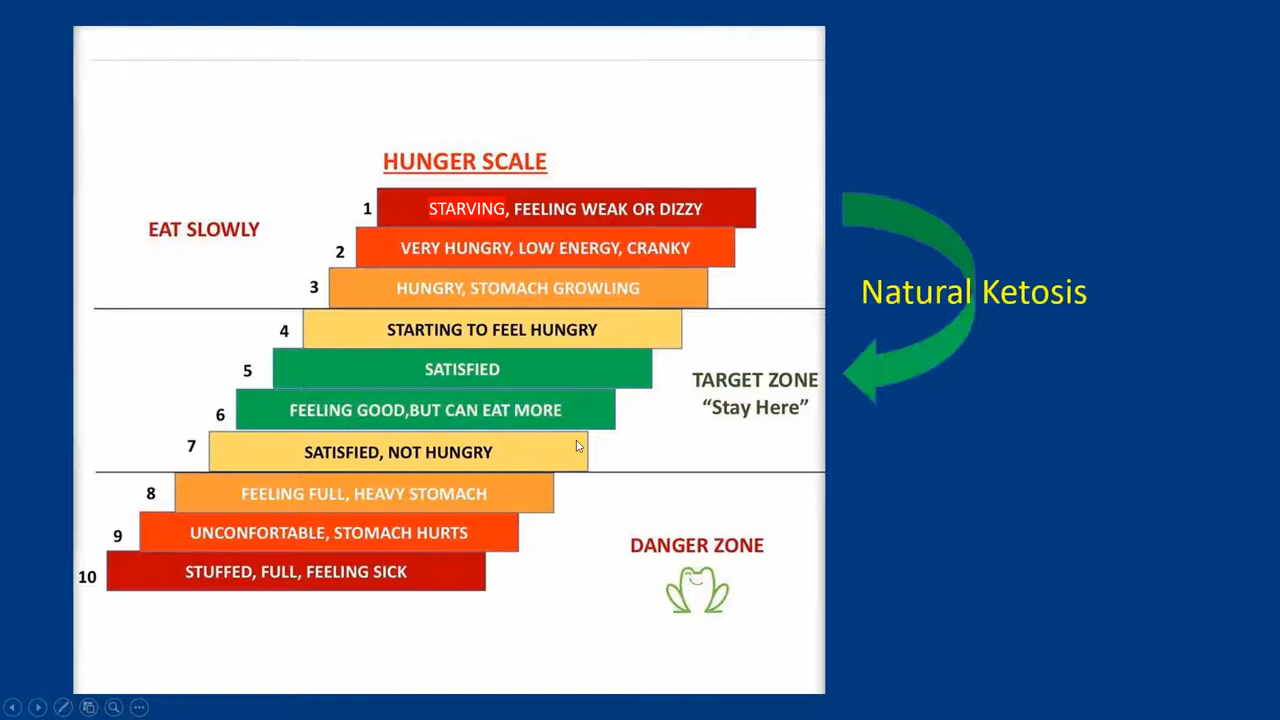 HUNGER SCALE
EAT SLOWLY
1 STARVING, FEELING WEAK OR DIZZY
2 VERY HUNGRY, LOW ENERGY, CRANKY
3 HUNGRY, STOMACH GROWLING
Natural Ketosis
4 STARTING TO FEEL HUNGRY
5 SATISFIED
6 FEELING GOOD,BUT CAN EAT MORE
7 SATISFIED, NOT HUNGRY
TARGET ZONE
“Stay Here”
8 FEELING FULL, HEAVY STOMACH
9 UNCONFORTABLE, STOMACH HURTS
10 STUFFED, FULL, FEELING SICK
DANGER ZONE